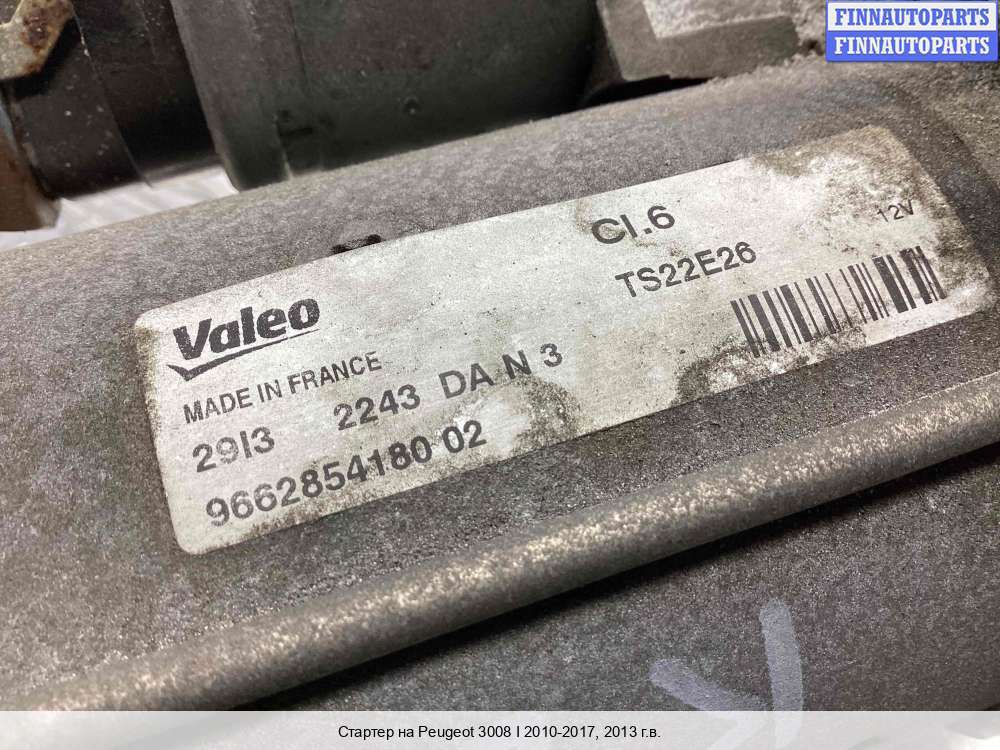 FINNAUTOPARTS
FINNAUTOPARTS
Cl.6
12V
TS22E26
Valeo
MADE IN FRANCE
29I3 2243 DA N 3
9662854180 02
Стартер на Peugeot 3008 I 2010-2017, 2013 г.в.